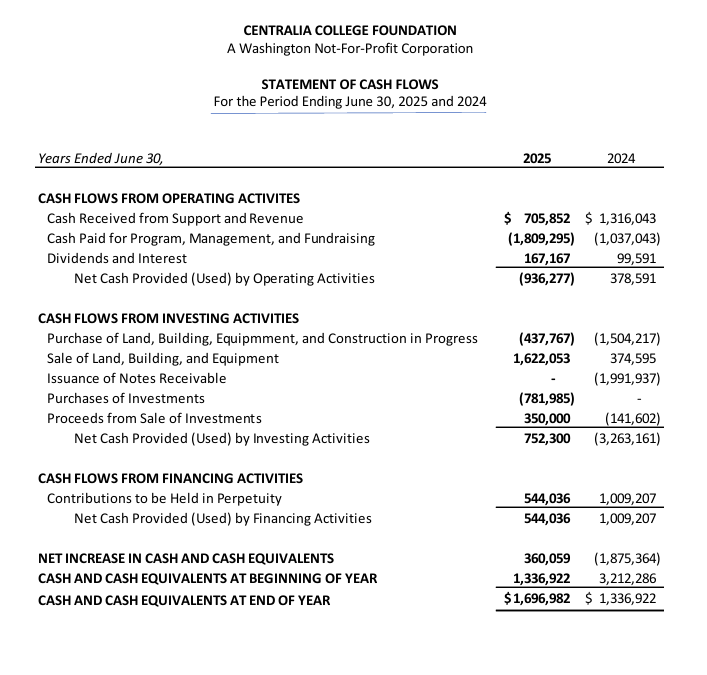 CENTRALIA COLLEGE FOUNDATION
A Washington Not-For-Profit Corporation
STATEMENT OF CASH FLOWS
For the Period Ending June 30, 2025 and 2024
Years Ended June 30, 2025 2024
CASH FLOWS FROM OPERATING ACTIVITES
Cash Received from Support and Revenue $ 705,852 $ 1,316,043
Cash Paid for Program, Management, and Fundraising (1,809,295) (1,037,043)
Dividends and Interest 167,167 99,591
Net Cash Provided (Used) by Operating Activities (936,277) 378,591
CASH FLOWS FROM INVESTING ACTIVITIES
Purchase of Land, Building, Equipmment, and Construction in Progress (437,767) (1,504,217)
Sale of Land, Building, and Equipment 1,622,053 374,595
Issuance of Notes Receivable - (1,991,937)
Purchases of Investments (781,985) -
Proceeds from Sale of Investments 350,000 (141,602)
Net Cash Provided (Used) by Investing Activities 752,300 (3,263,161)
CASH FLOWS FROM FINANCING ACTIVITIES
Contributions to be Held in Perpetuity 544,036 1,009,207
Net Cash Provided (Used) by Financing Activities 544,036 1,009,207
NET INCREASE IN CASH AND CASH EQUIVALENTS 360,059 (1,875,364)
CASH AND CASH EQUIVALENTS AT BEGINNING OF YEAR 1,336,922 3,212,286
CASH AND CASH EQUIVALENTS AT END OF YEAR $1,696,982 $ 1,336,922